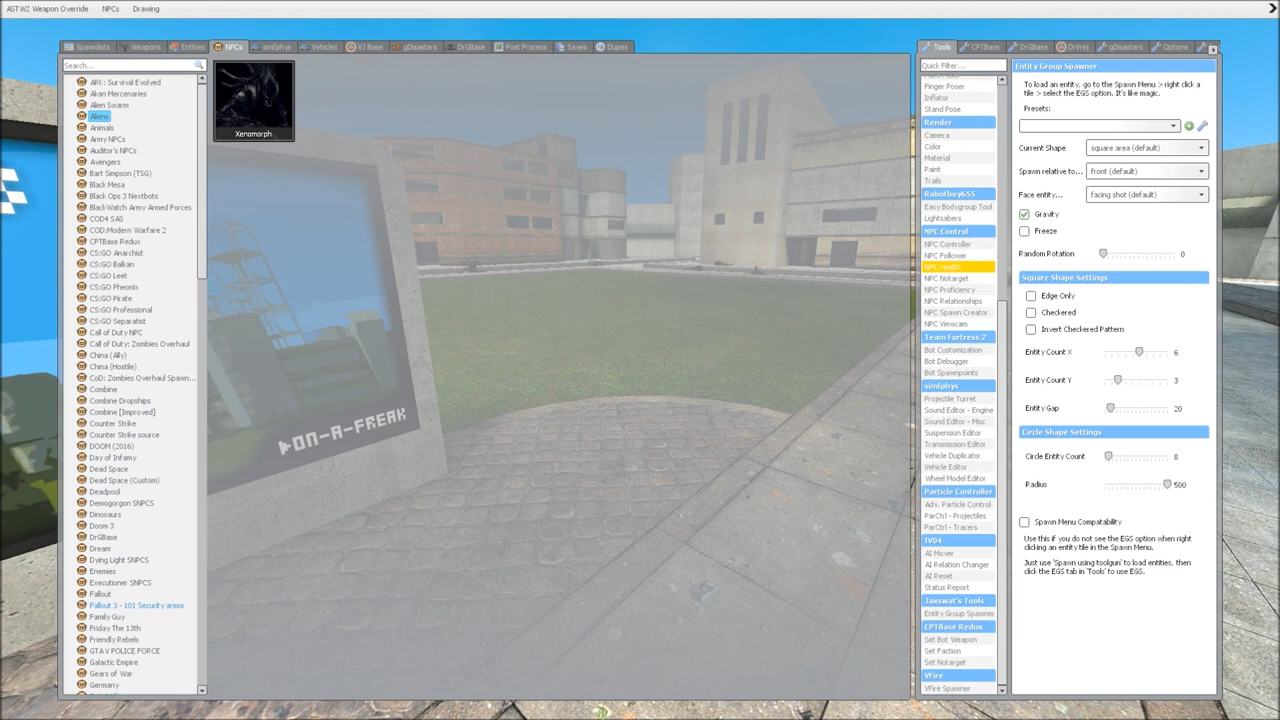 ASTW2 Weapon Override NPCs Drawing
Spawnlists Weapons Entities NPCs simfphys Vehicles VJ Base gDisasters DrGBase Post Process Saves Dupes
Search...
ARK: Survival Evolved
Akan Mercenaries
Alien Swarm
Aliens
Animals
Army NPCs
Auditor's NPCs
Avengers
Bart Simpson (TSG)
Black Mesa
Black Ops 3 Nextbots
BlackWatch Army Armed Forces
COD4 SAS
COD:Modern Warfare 2
CPTBase Redux
CS:GO Anarchist
CS:GO Balkan
CS:GO Leet
CS:GO Pheonix
CS:GO Pirate
CS:GO Professional
CS:GO Separatist
Call of Duty NPC
Call of Duty: Zombies Overhaul
China (Ally)
China (Hostile)
CoD: Zombies Overhaul Spawn...
Combine
Combine Dropships
Combine [Improved]
Counter Strike
Counter Strike source
DOOM (2016)
Day of Infamy
Dead Space
Dead Space (Custom)
Deadpool
Demogorgon SNPCS
Dinosaurs
Doom 3
DrGBase
Dream
Dying Light SNPCS
Enemies
Executioner SNPCS
Fallout
Fallout 3 - 101 Security armor
Family Guy
Friday The 13th
Friendly Rebels
GTA V POLICE FORCE
Galactic Empire
Gears of War
Germany
Xenomorph
ON-A-FREAK
Tools CPTBase DrGBase DrVrej gDisasters Options
Quick Filter...
Finger Poser
Inflator
Stand Pose
Render
Camera
Color
Material
Paint
Trails
Robotboy655
Easy Bodygroup Tool
Lightsabers
NPC Control
NPC Controller
NPC Follower
NPC Health
NPC Notarget
NPC Proficiency
NPC Relationships
NPC Spawn Creator
NPC Viewcam
Team Fortress 2
Bot Customization
Bot Debugger
Bot Spawnpoints
simfphys
Projectile Turret
Sound Editor - Engine
Sound Editor - Misc
Suspension Editor
Transmission Editor
Vehicle Duplicator
Vehicle Editor
Wheel Model Editor
Particle Controller
Adv. Particle Control
ParCtrl - Projectiles
ParCtrl - Tracers
IV04
AI Mover
AI Relation Changer
AI Reset
Status Report
Jaxswat's Tools
Entity Group Spawner
CPTBase Redux
Set Bot Weapon
Set Faction
Set Notarget
VFire
VFire Spawner
Entity Group Spawner
To load an entity, go to the Spawn Menu > right click a
tile > select the EGS option. It's like magic.
Presets:
Current Shape square area (default)
Spawn relative to... front (default)
Face entity... facing shot (default)
Gravity
Freeze
Random Rotation 0
Square Shape Settings
Edge Only
Checkered
Invert Checkered Pattern
Entity Count X 6
Entity Count Y 3
Entity Gap 20
Circle Shape Settings
Circle Entity Count 8
Radius 500
Spawn Menu Compatability
Use this if you do not see the EGS option when right
clicking an entity tile in the Spawn Menu.
Just use 'Spawn using toolgun' to load entities, then
click the EGS tab in 'Tools' to use EGS.